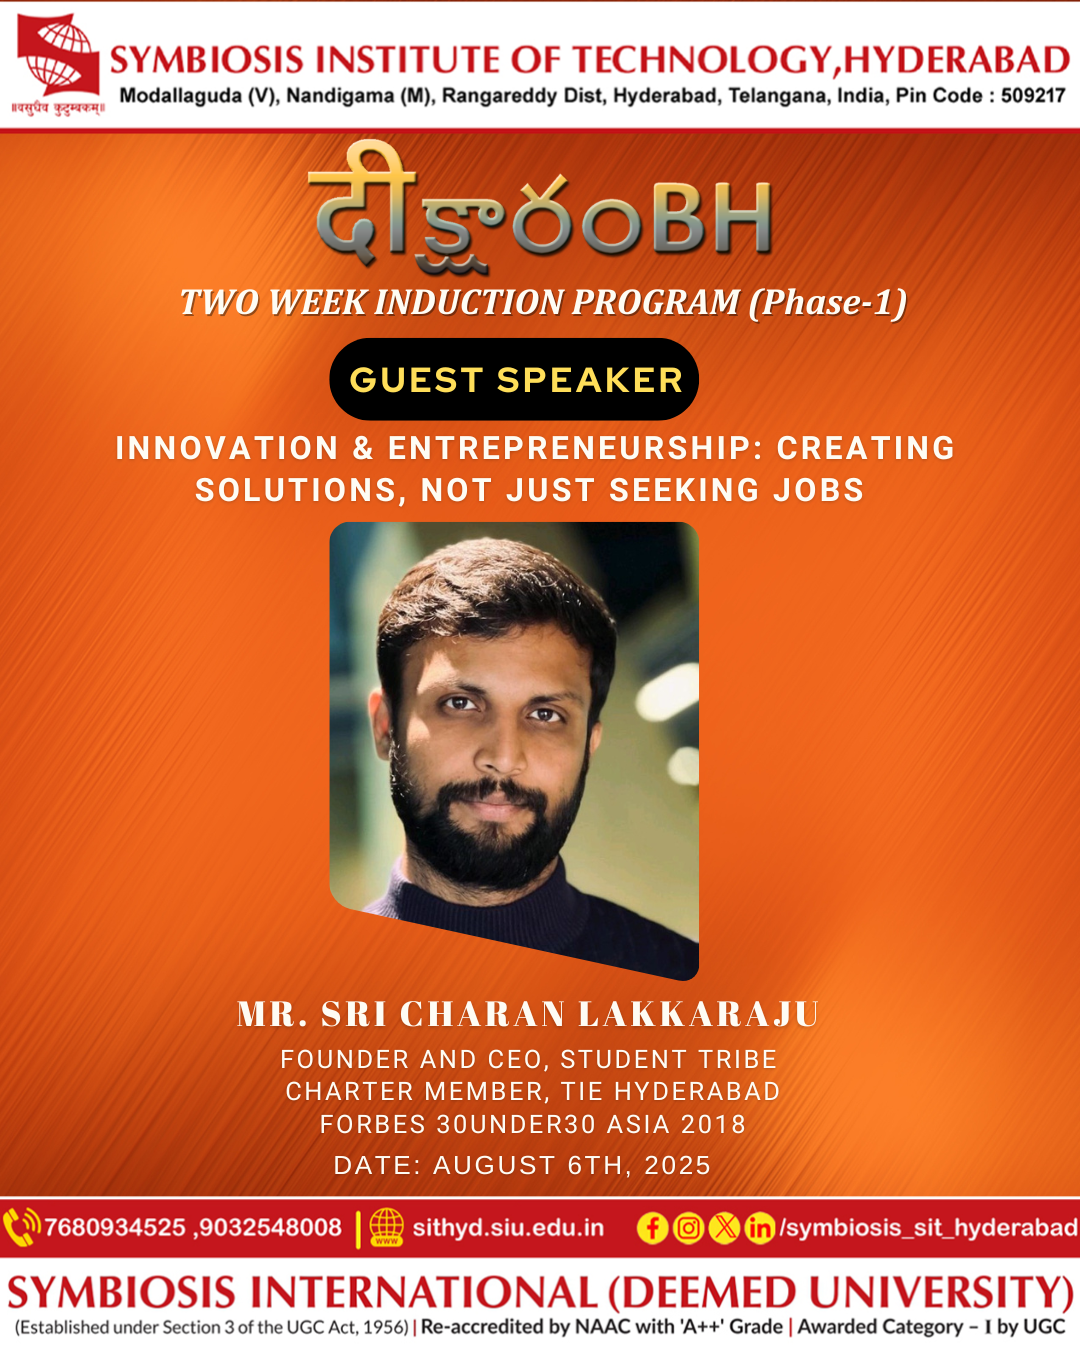 SYMBIOSIS INSTITUTE OF TECHNOLOGY,HYDERABAD
Modallaguda (V), Nandigama (M), Rangareddy Dist, Hyderabad, Telangana, India, Pin Code : 509217
॥वसुधैव कुटुम्बकम्॥
दीక్షారంBH
TWO WEEK INDUCTION PROGRAM (Phase-1)
GUEST SPEAKER
INNOVATION & ENTREPRENEURSHIP: CREATING
SOLUTIONS, NOT JUST SEEKING JOBS
MR. SRI CHARAN LAKKARAJU
FOUNDER AND CEO, STUDENT TRIBE
CHARTER MEMBER, TIE HYDERABAD
FORBES 30UNDER30 ASIA 2018
DATE: AUGUST 6TH, 2025
7680934525 ,9032548008 | www sithyd.siu.edu.in /symbiosis_sit_hyderabad
SYMBIOSIS INTERNATIONAL (DEEMED UNIVERSITY)
(Established under Section 3 of the UGC Act, 1956) | Re-accredited by NAAC with 'A++' Grade | Awarded Category – I by UGC